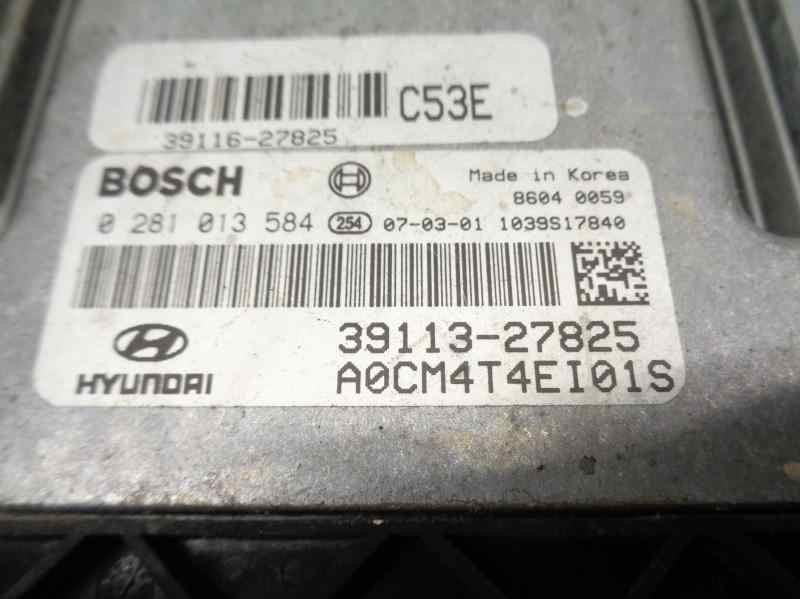 C53E
39116-27825
BOSCH
Made in Korea
8604 0059
0 281 013 584 254 07-03-01 1039S17840
39113-27825
HYUNDAI
A0CM4T4EI01S